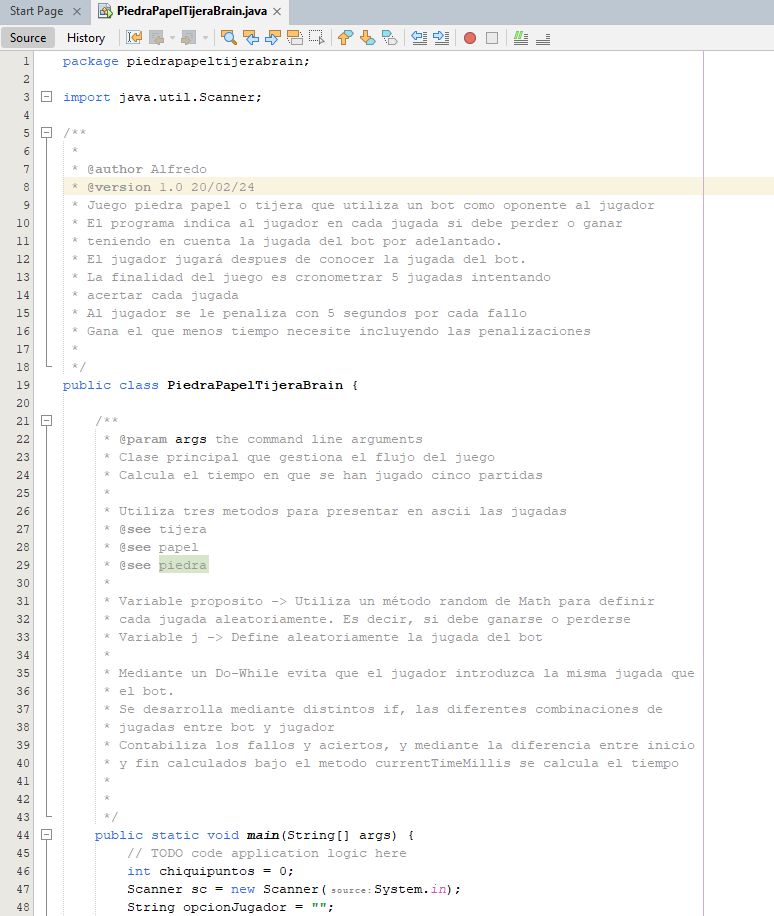 Start Page
PiedraPapelTijeraBrain.java
Source History
1 package piedrapapeltijerabrain;
2
3 import java.util.Scanner;
4
5 /**
6 *
7 * @author Alfredo
8 * @version 1.0 20/02/24
9 * Juego piedra papel o tijera que utiliza un bot como oponente al jugador
10 * El programa indica al jugador en cada jugada si debe perder o ganar
11 * teniendo en cuenta la jugada del bot por adelantado.
12 * El jugador jugará despues de conocer la jugada del bot.
13 * La finalidad del juego es cronometrar 5 jugadas intentando
14 * acertar cada jugada
15 * Al jugador se le penaliza con 5 segundos por cada fallo
16 * Gana el que menos tiempo necesite incluyendo las penalizaciones
17 *
18 */
19 public class PiedraPapelTijeraBrain {
20
21 /**
22 * @param args the command line arguments
23 * Clase principal que gestiona el flujo del juego
24 * Calcula el tiempo en que se han jugado cinco partidas
25 *
26 * Utiliza tres metodos para presentar en ascii las jugadas
27 * @see tijera
28 * @see papel
29 * @see piedra
30 *
31 * Variable proposito -> Utiliza un método random de Math para definir
32 * cada jugada aleatoriamente. Es decir, si debe ganarse o perderse
33 * Variable j -> Define aleatoriamente la jugada del bot
34 *
35 * Mediante un Do-While evita que el jugador introduzca la misma jugada que
36 * el bot.
37 * Se desarrolla mediante distintos if, las diferentes combinaciones de
38 * jugadas entre bot y jugador
39 * Contabiliza los fallos y aciertos, y mediante la diferencia entre inicio
40 * y fin calculados bajo el metodo currentTimeMillis se calcula el tiempo
41 *
42 *
43 */
44 public static void main(String[] args) {
45 // TODO code application logic here
46 int chiquipuntos = 0;
47 Scanner sc = new Scanner( source: System.in);
48 String opcionJugador = "";